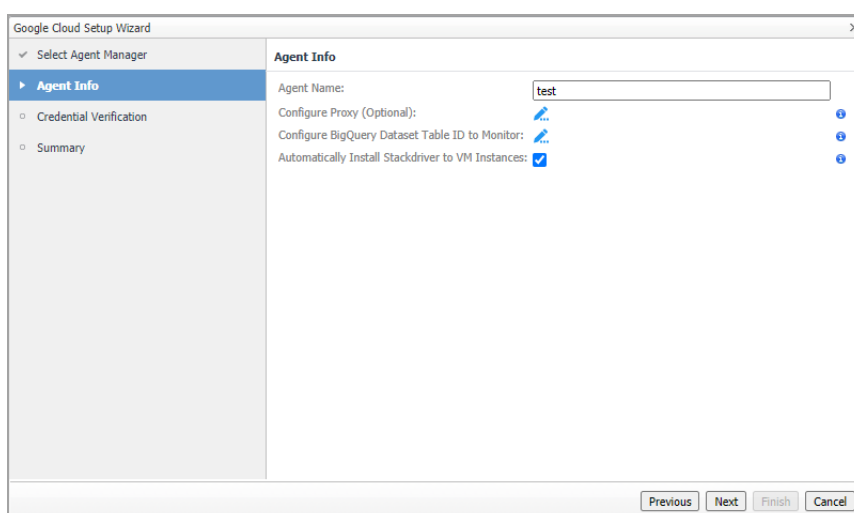 Google Cloud Setup Wizard
Select Agent Manager
Agent Info
Credential Verification
Summary
Agent Info
Agent Name:
test
Configure Proxy (Optional):
Configure BigQuery Dataset Table ID to Monitor:
Automatically Install Stackdriver to VM Instances:
Previous
Next
Finish
Cancel